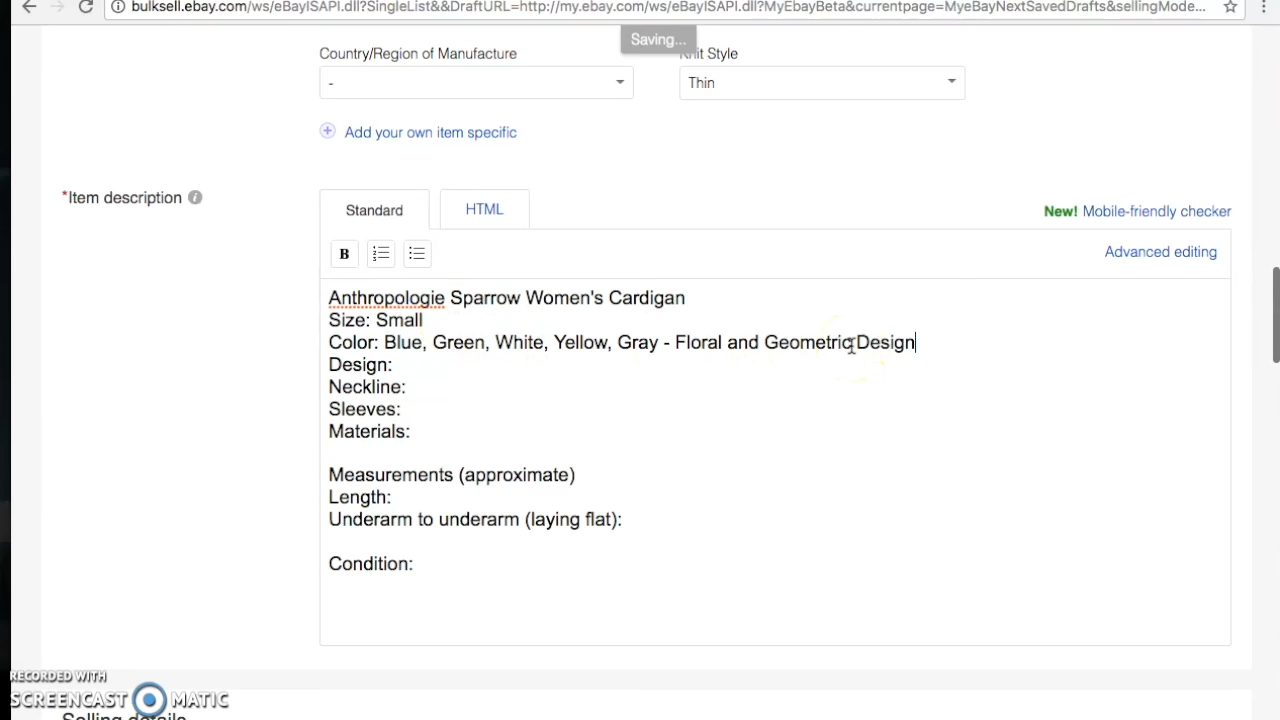 bulksell.ebay.com/ws/eBayISAPI.dll?SingleList&&DraftURL=http://my.ebay.com/ws/eBayISAPI.dll?MyEbayBeta&currentpage=MyeBayNextSavedDrafts&sellingMode...
Saving...
Country/Region of Manufacture
Knit Style
-
Thin
Add your own item specific
*Item description
Standard
HTML
New! Mobile-friendly checker
B
Advanced editing
Anthropologie Sparrow Women's Cardigan
Size: Small
Color: Blue, Green, White, Yellow, Gray - Floral and Geometric Design
Design:
Neckline:
Sleeves:
Materials:
Measurements (approximate)
Length:
Underarm to underarm (laying flat):
Condition:
RECORDED WITH
SCREENCAST MATIC
Selling details